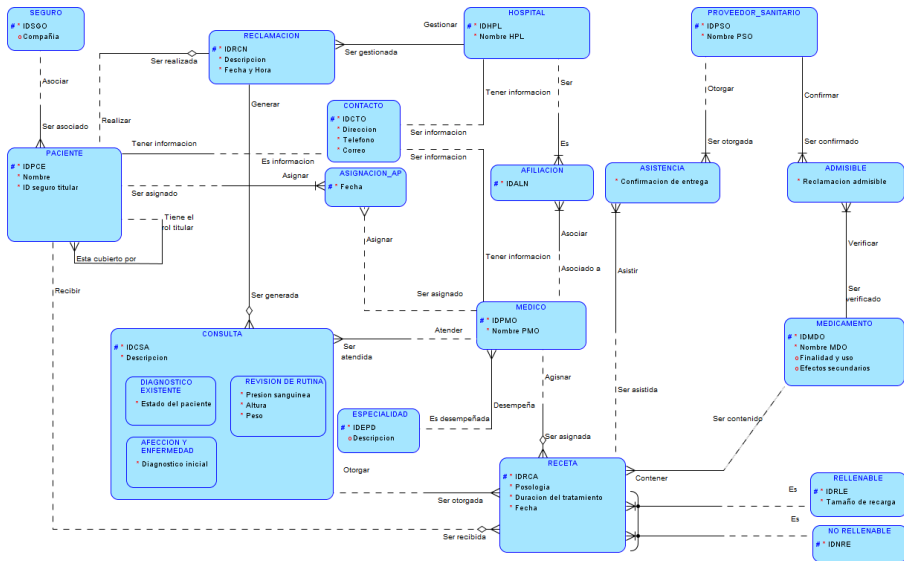 SEGURO
# * IDSGO
o Compañia
RECLAMACION
# * IDRCN
* Descripcion
* Fecha y Hora
HOSPITAL
# * IDHPL
* Nombre HPL
PROVEEDOR_SANITARIO
# * IDPSO
* Nombre PSO
Gestionar
Ser gestionada
Ser realizada
Realizar
Asociar
Ser asociado
Generar
Tener informacion
Ser
Es
Otorgar
Ser otorgada
Confirmar
Ser confirmado
CONTACTO
# * IDCTO
* Direccion
* Telefono
* Correo
Ser informacion
Ser informacion
Tener informacion
Es informacion
PACIENTE
# * IDPCE
* Nombre
* ID seguro titular
Asignar
Ser asignado
ASIGNACION_AP
# * Fecha
AFILIACION
# * IDALN
ASISTENCIA
* Confirmacion de entrega
ADMISIBLE
* Reclamacion admisible
Tiene el
rol titular
Esta cubierto por
Asignar
Ser asignado
Tener informacion
Asociar
Asociado a
Asistir
Ser asistida
Verificar
Ser
verificado
Recibir
Ser generada
MEDICO
# * IDPMO
* Nombre PMO
MEDICAMENTO
# * IDMDO
* Nombre MDO
o Finalidad y uso
o Efectos secundarios
CONSULTA
# * IDCSA
* Descripcion
DIAGNOSTICO
EXISTENTE
* Estado del paciente
REVISION DE RUTINA
* Presion sanguinea
* Altura
* Peso
AFECCION Y
ENFERMEDAD
* Diagnostico inicial
Atender
Ser
atendida
Agisnar
Ser asignada
Desempeña
Es desempeñada
ESPECIALIDAD
# * IDEPD
o Descripcion
Ser contenido
Contener
Otorgar
Ser otorgada
Ser recibida
RECETA
# * IDRCA
* Posologia
* Duracion del tratamiento
* Fecha
Es
RELLENABLE
# * IDRLE
* Tamaño de recarga
Es
NO RELLENABLE
# * IDNRE